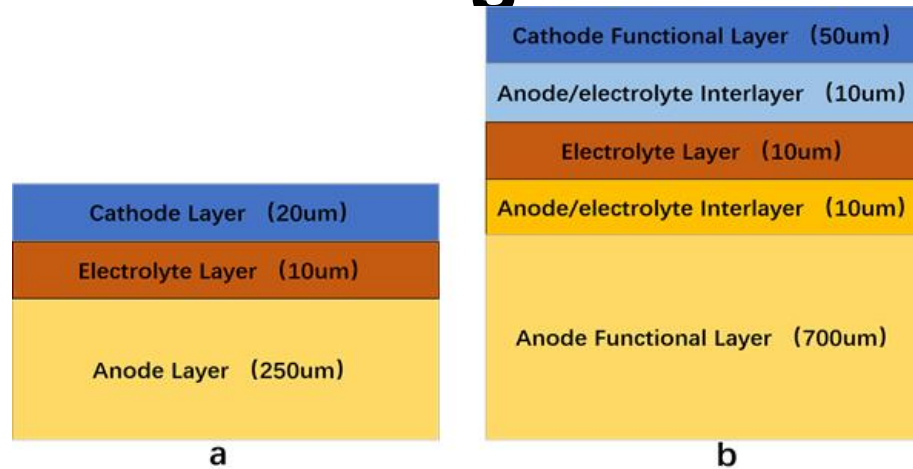 Cathode Functional Layer （50um）
Anode/electrolyte Interlayer （10um）
Electrolyte Layer （10um）
Anode/electrolyte Interlayer （10um）
Anode Functional Layer （700um）
b
Cathode Layer （20um）
Electrolyte Layer （10um）
Anode Layer （250um）
a